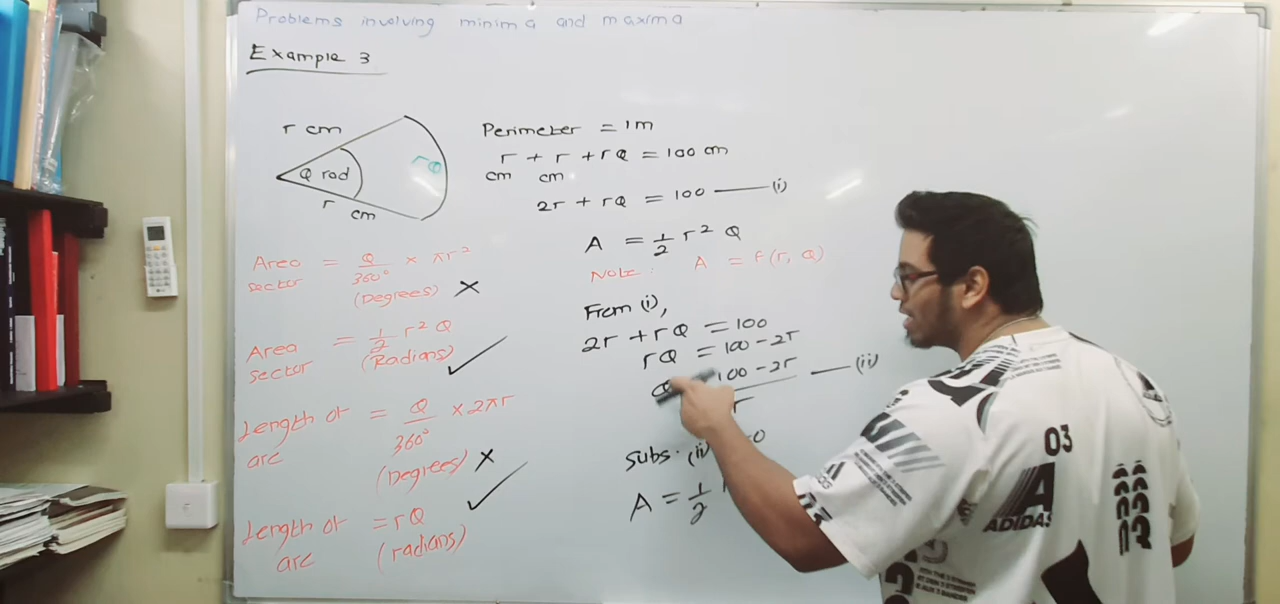 Problems involving minima and maxima
Example 3
r cm
θ rad
rθ
r cm
Perimeter = 1m
r + r + rθ = 100 cm
cm cm
2r + rθ = 100 —— (i)
A = 1/2 r² θ
Note: A = f(r, θ)
From (i),
2r + rθ = 100
rθ = 100 - 2r
100 - 2r —— (ii)
r
Subs. (ii)
A = 1/2
Area sector = θ/360° × πr²
(Degrees) ×
Area sector = 1/2 r² θ
(Radians) ✓
Length of arc = θ/360° × 2πr
(Degrees) ×
Length of arc = rθ
(radians) ✓
03
ADIDAS